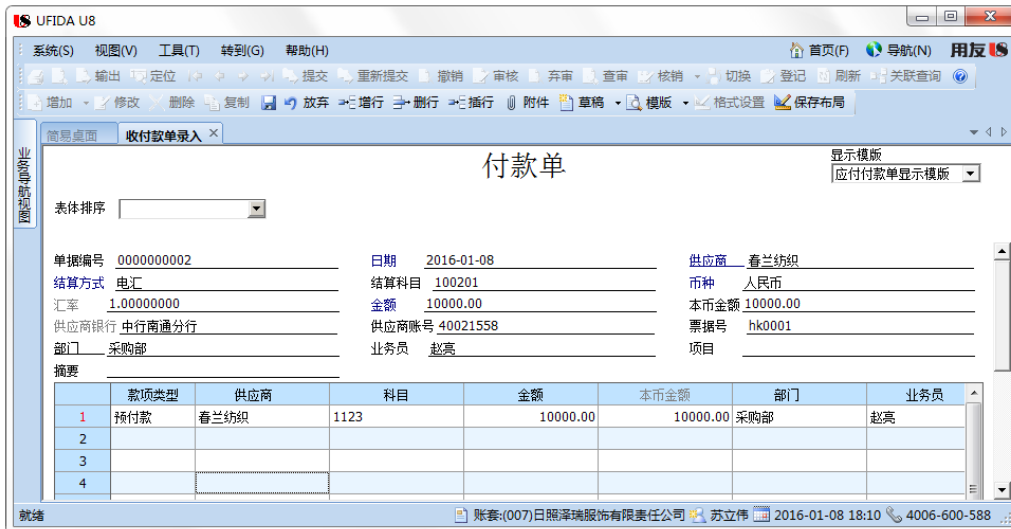 UFIDA U8
系统(S) 视图(V) 工具(T) 转到(G) 帮助(H) 首页(F) 导航(N) 用友
输出 定位 提交 重新提交 撤销 审核 弃审 查审 核销 切换 登记 刷新 关联查询
增加 修改 删除 复制 放弃 增行 删行 插行 附件 草稿 模版 格式设置 保存布局
简易桌面 收付款单录入
业务导航视图
付款单
显示模版
应付付款单显示模版
表体排序
单据编号 0000000002 日期 2016-01-08 供应商 春兰纺织
结算方式 电汇 结算科目 100201 币种 人民币
汇率 1.00000000 金额 10000.00 本币金额 10000.00
供应商银行 中行南通分行 供应商账号 40021558 票据号 hk0001
部门 采购部 业务员 赵亮 项目
摘要
款项类型 供应商 科目 金额 本币金额 部门 业务员
1 预付款 春兰纺织 1123 10000.00 10000.00 采购部 赵亮
2
3
4
就绪 账套:(007)日照泽瑞服饰有限责任公司 苏立伟 2016-01-08 18:10 4006-600-588